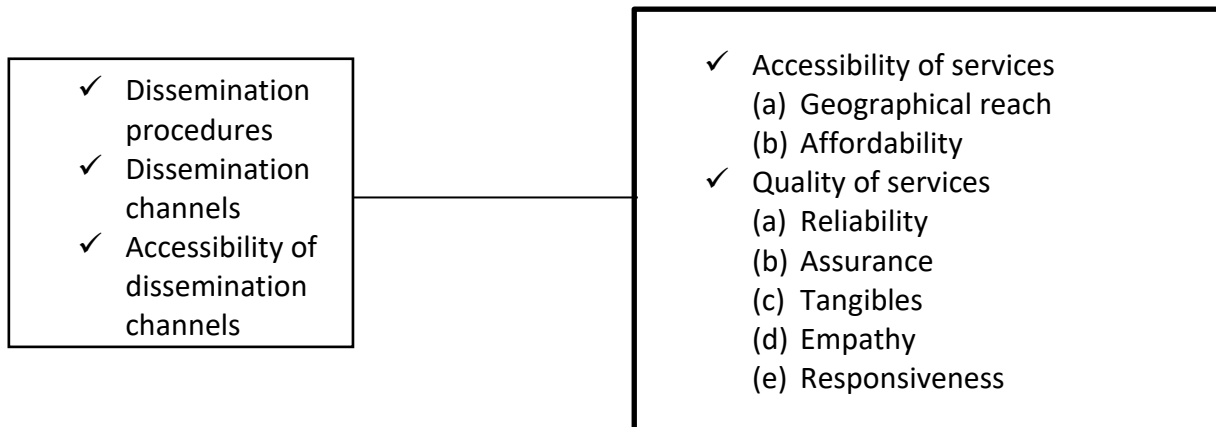 ✓ Dissemination
procedures
✓ Dissemination
channels
✓ Accessibility of
dissemination
channels
✓ Accessibility of services
(a) Geographical reach
(b) Affordability
✓ Quality of services
(a) Reliability
(b) Assurance
(c) Tangibles
(d) Empathy
(e) Responsiveness